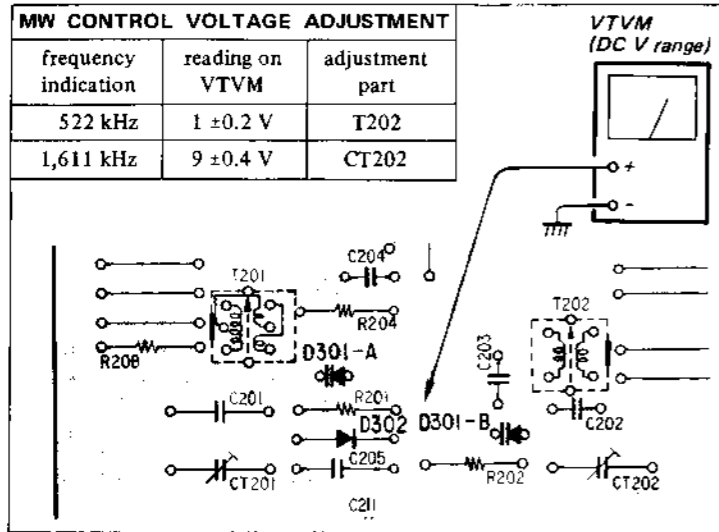 MW CONTROL VOLTAGE ADJUSTMENT
frequency indication
reading on VTVM
adjustment part
522 kHz
1 ±0.2 V
T202
1,611 kHz
9 ±0.4 V
CT202
VTVM
(DC V range)
+
−
C204
T201
T202
R204
R208
D301-A
C203
C201
R201
D302
D301-B
C202
C205
CT201
R202
CT202
C211